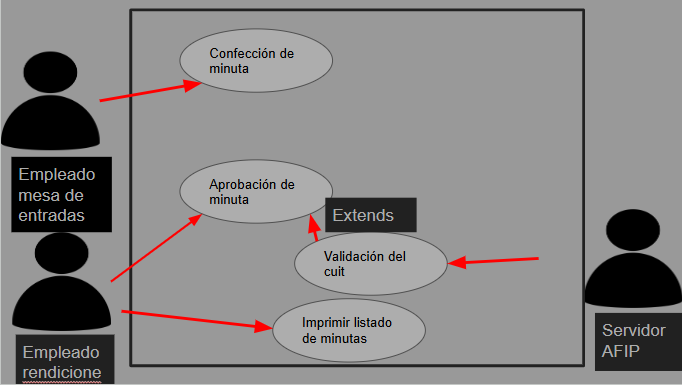 Confección de
minuta
Empleado
mesa de
entradas
Aprobación de
minuta
Extends
Validación del
cuit
Imprimir listado
de minutas
Empleado
rendicione
Servidor
AFIP